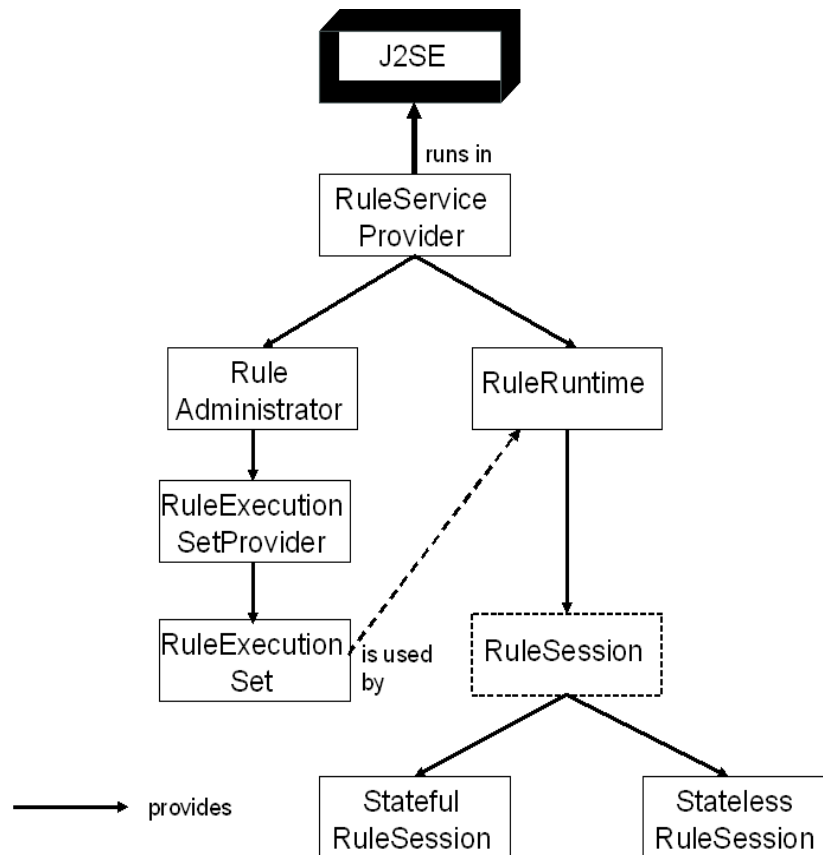 J2SE
runs in
RuleService
Provider
Rule
Administrator
RuleRuntime
RuleExecution
SetProvider
RuleExecution
Set
is used
by
RuleSession
provides
Stateful
RuleSession
Stateless
RuleSession